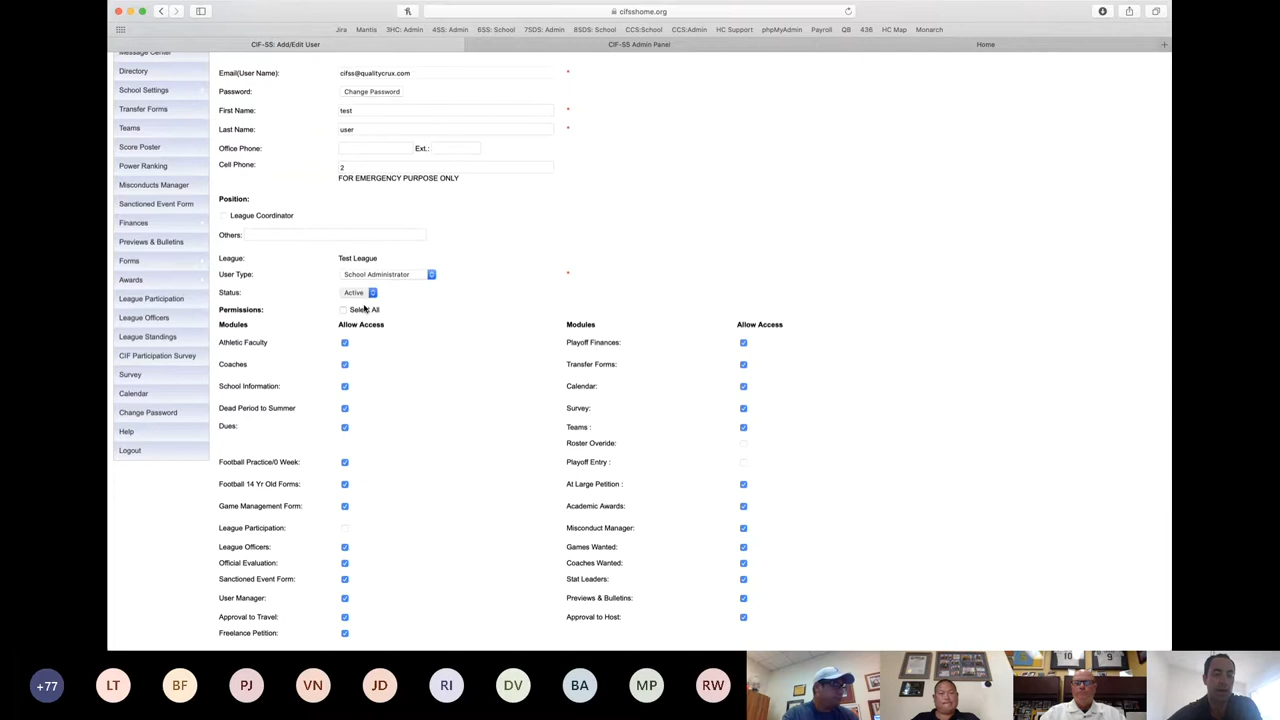 cifsshome.org
Jira Mantis 3HC: Admin 4SS: Admin 6SS: School 7SDS: Admin 8SDS: School CCS:School CCS:Admin HC Support phpMyAdmin Payroll QB 436 HC Map Monarch
CIF-SS: Add/Edit User CIF-SS Admin Panel Home
Message Center
Directory
School Settings
Transfer Forms
Teams
Score Poster
Power Ranking
Misconducts Manager
Sanctioned Event Form
Finances
Previews & Bulletins
Forms
Awards
League Participation
League Officers
League Standings
CIF Participation Survey
Survey
Calendar
Change Password
Help
Logout
Email(User Name): cifss@qualitycrux.com *
Password: Change Password
First Name: test *
Last Name: user *
Office Phone: Ext.:
Cell Phone: 2
FOR EMERGENCY PURPOSE ONLY
Position:
League Coordinator
Others:
League: Test League
User Type: School Administrator *
Status: Active
Permissions: Select All
Modules Allow Access Modules Allow Access
Athletic Faculty Playoff Finances:
Coaches Transfer Forms:
School Information: Calendar:
Dead Period to Summer Survey:
Dues: Teams :
Roster Overide:
Football Practice/0 Week: Playoff Entry :
Football 14 Yr Old Forms: At Large Petition :
Game Management Form: Academic Awards:
League Participation: Misconduct Manager:
League Officers: Games Wanted:
Official Evaluation: Coaches Wanted:
Sanctioned Event Form: Stat Leaders:
User Manager: Previews & Bulletins:
Approval to Travel: Approval to Host:
Freelance Petition:
+77 LT BF PJ VN JD RI DV BA MP RW
10 9